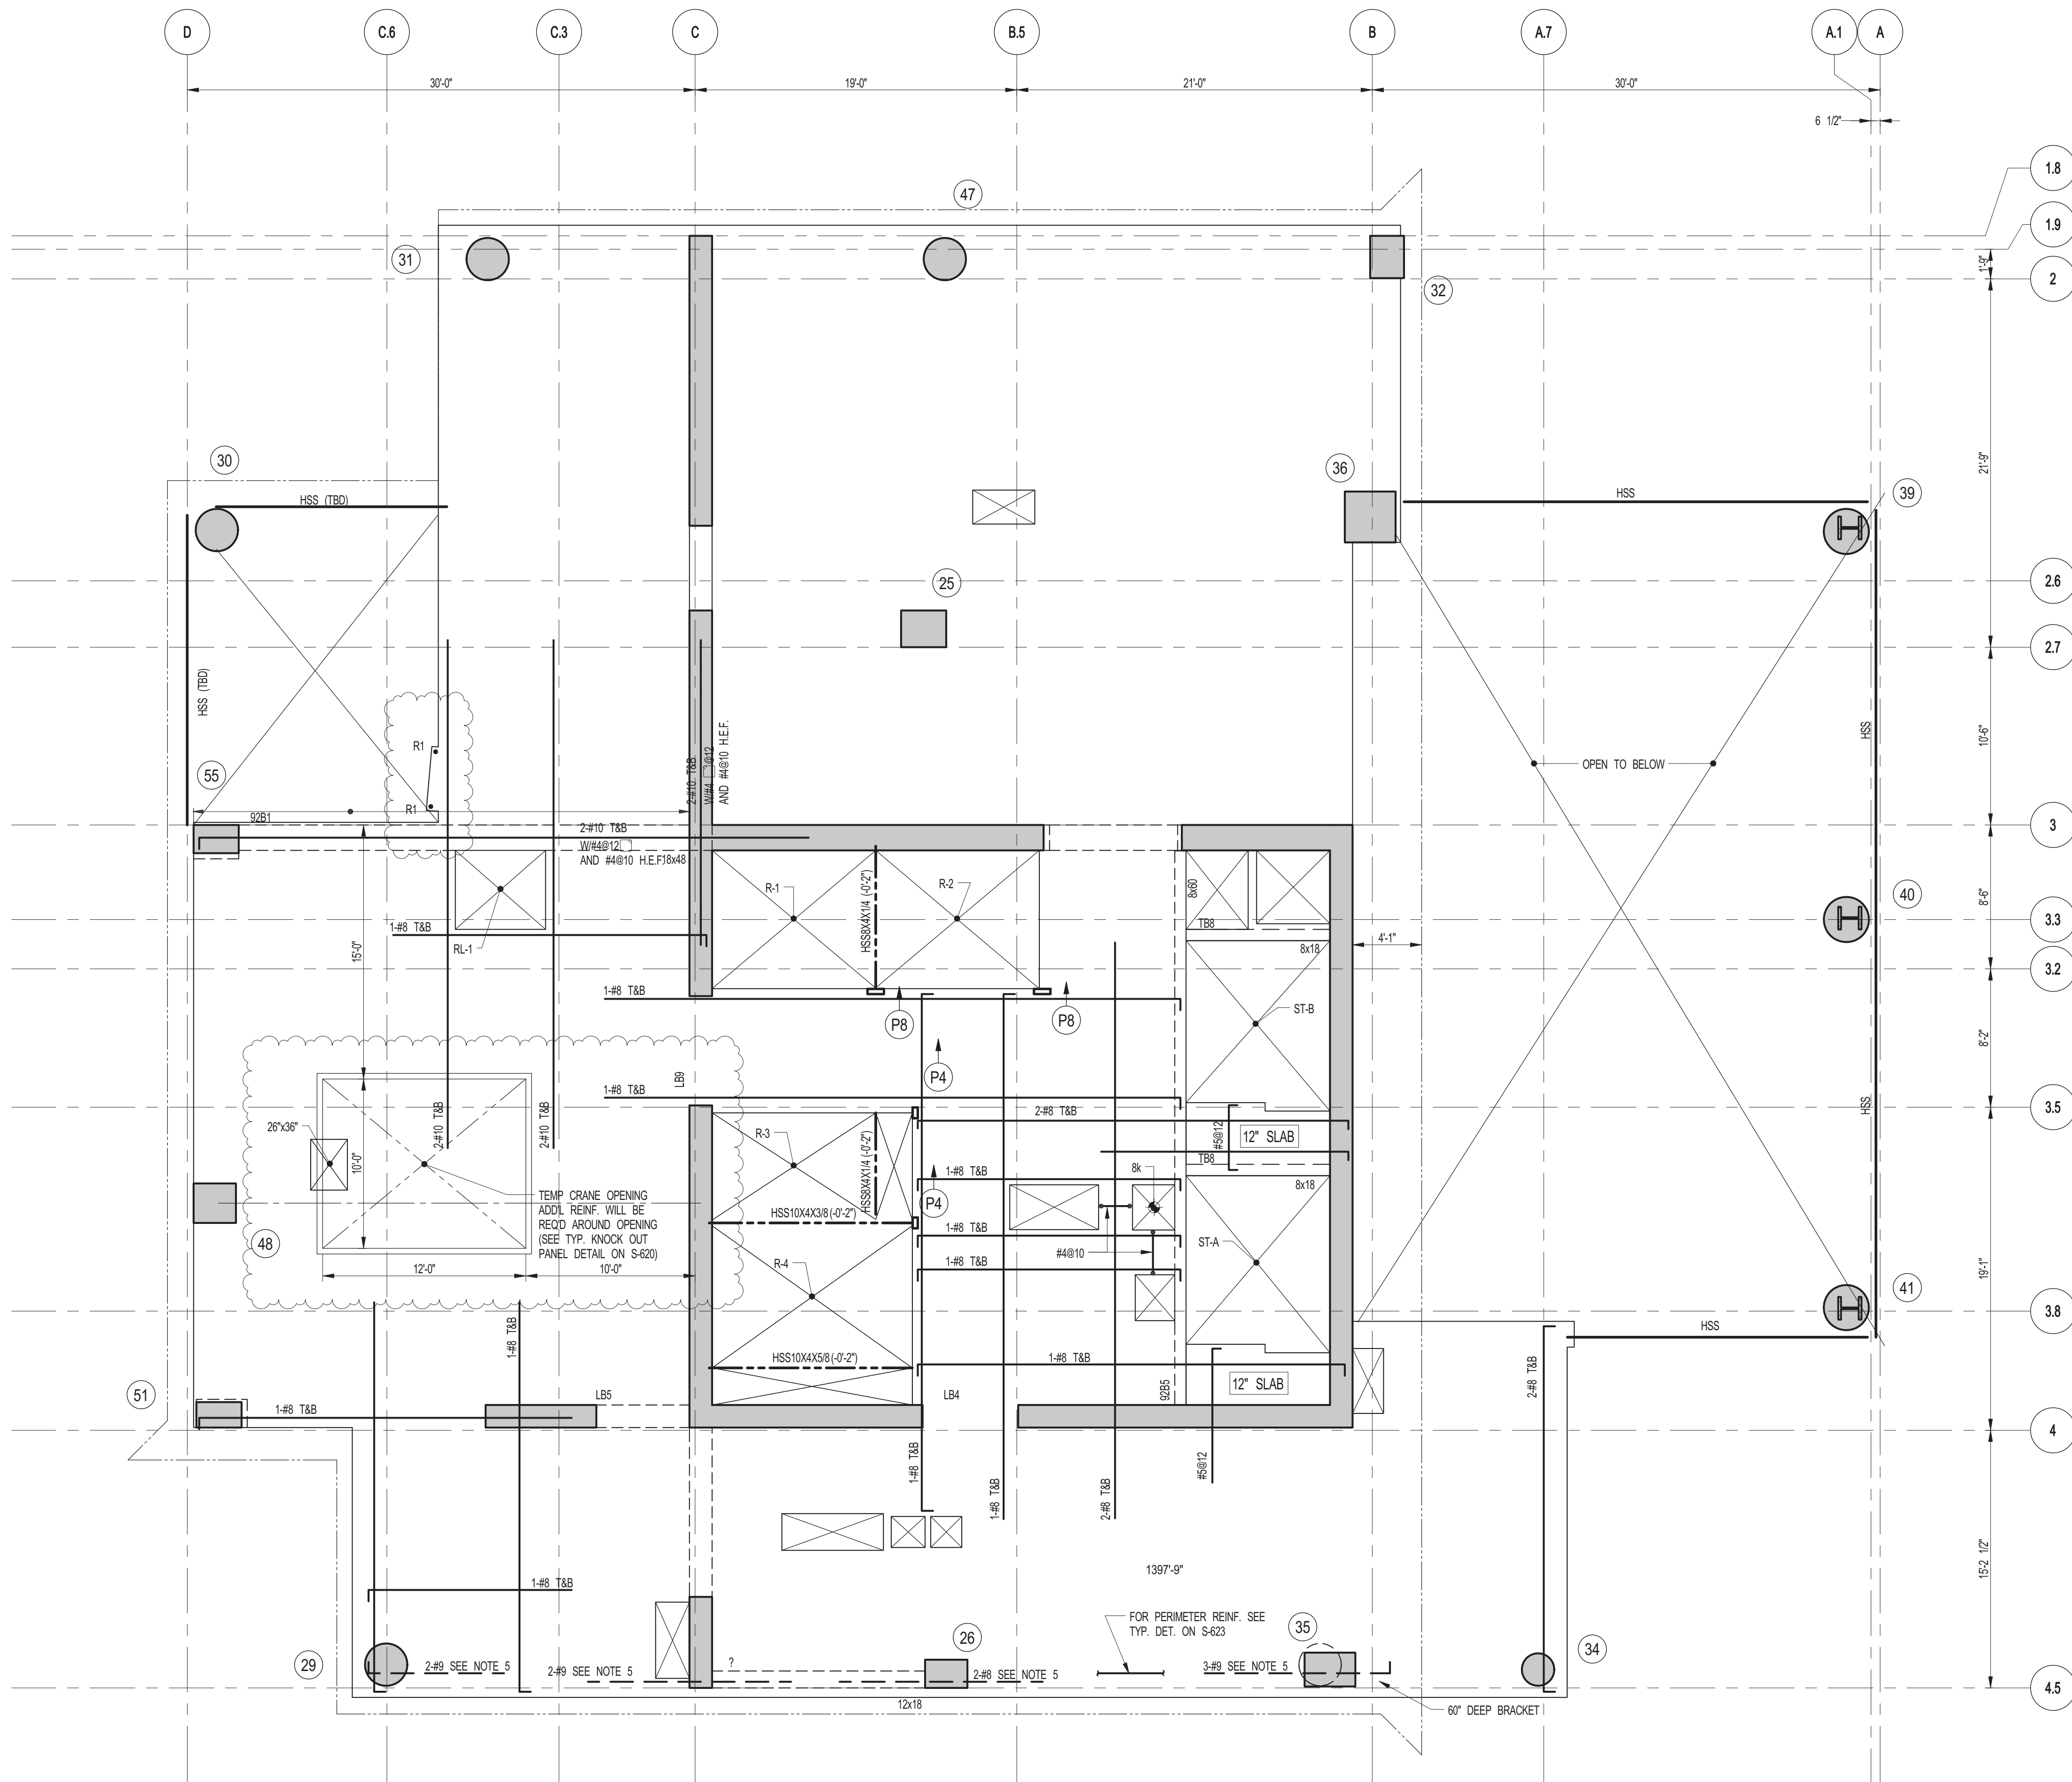 D
C.6
C.3
C
B.5
B
A.7
A.1
A
30'-0"
19'-0"
21'-0"
30'-0"
6 1/2"
1.8
47
1.9
31
1'-9"
2
32
30
36
21'-9"
HSS (TBD)
HSS
39
25
2.6
2.7
HSS (TBD)
HSS
R1
10'-6"
OPEN TO BELOW
55
2-#10 T&B
W/#4 @12
AND #4@10 H.E.F.
R1
92B1
3
2-#10 T&B
W/#4@12
AND #4@10 H.E.F.
18x48
R-1
HSS8X4X1/4 (-0'-2")
R-2
8x60
8'-6"
40
1-#8 T&B
TB8
3.3
RL-1
15'-0"
8x18
4'-1"
3.2
1-#8 T&B
P8
P8
ST-B
8'-2"
P4
LB9
1-#8 T&B
HSS
3.5
2-#8 T&B
26"x36"
2-#10 T&B
2-#10 T&B
R-3
HSS8X4X1/4 (-0'-2")
#5@12
12" SLAB
10'-0"
TB8
8k
1-#8 T&B
8x18
TEMP CRANE OPENING
ADD'L REINF. WILL BE
REQ'D AROUND OPENING
(SEE TYP. KNOCK OUT
PANEL DETAIL ON S-620)
P4
HSS10X4X3/8 (-0'-2")
48
1-#8 T&B
ST-A
#4@10
R-4
1-#8 T&B
12'-0"
10'-0"
19'-1"
41
3.8
1-#8 T&B
HSS
HSS10X4X5/8 (-0'-2")
1-#8 T&B
2-#8 T&B
51
LB5
LB4
92B5
12" SLAB
1-#8 T&B
4
1-#8 T&B
1-#8 T&B
2-#8 T&B
#5@12
15'-2 1/2"
1397'-9"
1-#8 T&B
FOR PERIMETER REINF. SEE
TYP. DET. ON S-623
35
26
34
29
2-#9 SEE NOTE 5
2-#9 SEE NOTE 5
?
2-#8 SEE NOTE 5
3-#9 SEE NOTE 5
4.5
12x18
60" DEEP BRACKET